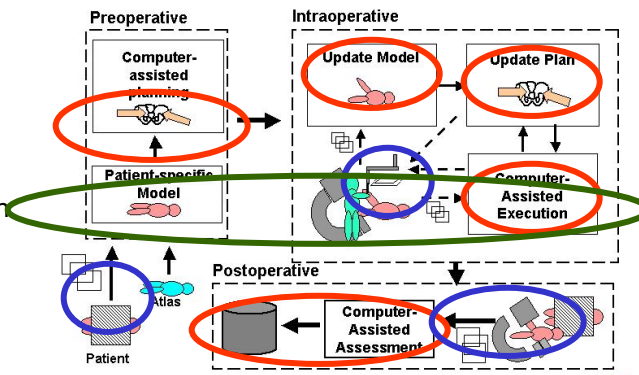 Preoperative
Intraoperative
Computer-
assisted
planning
Update Model
Update Plan
Patient-specific
Model
Computer-
Assisted
Execution
n
Atlas
Patient
Postoperative
Computer-
Assisted
Assessment